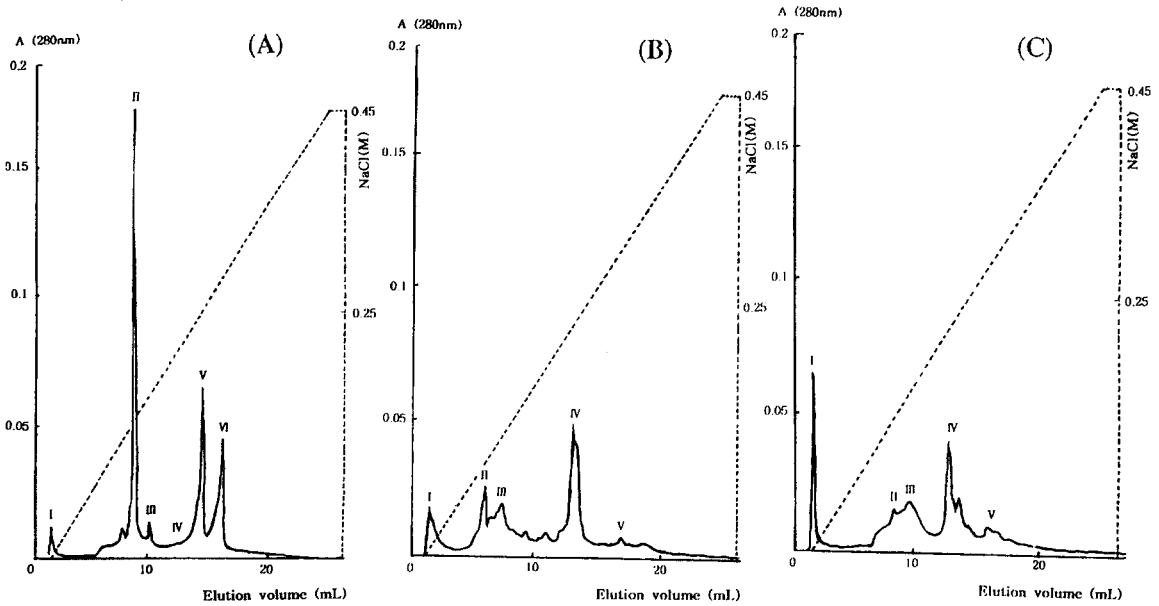 A (280nm)
(A)
0.2
0.15
0.1
0.05
0
10
20
Elution volume (mL)
0.45
NaCl(M)
0.25
I
II
III
IV
V
VI
A (280nm)
(B)
0.2
0.15
0.1
0.05
0
0
10
20
Elution volume (mL)
0.45
NaCl(M)
0.25
I
II
III
IV
V
A (280nm)
(C)
0.2
0.15
0.1
0.05
0
0
10
20
Elution volume (mL)
0.45
NaCl(M)
0.25
I
II
III
IV
V